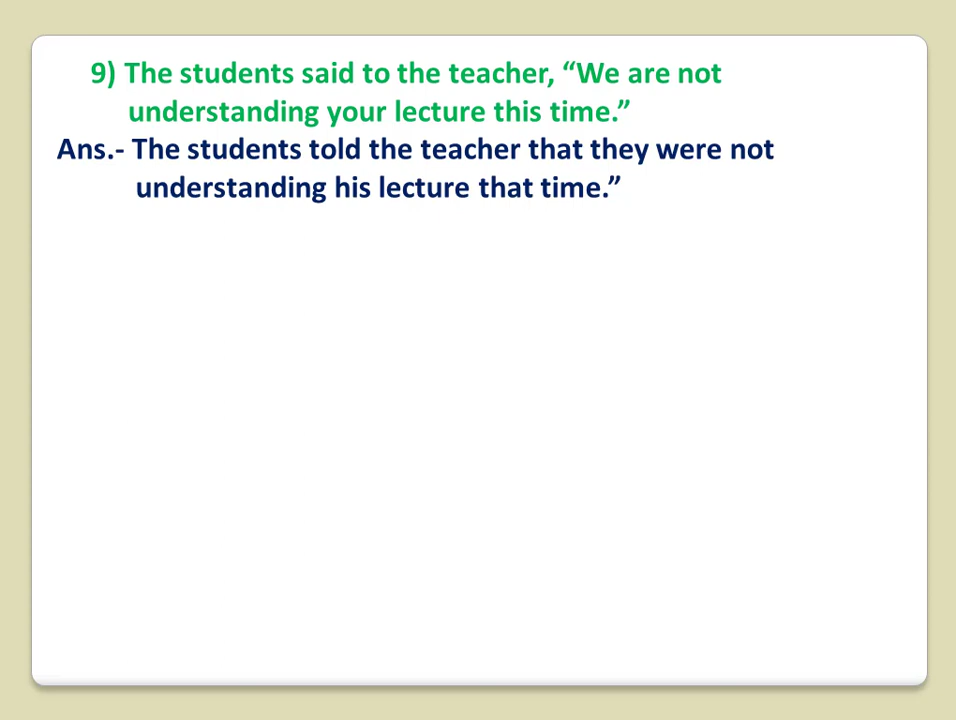 9) The students said to the teacher, “We are not
understanding your lecture this time.”
Ans.- The students told the teacher that they were not
understanding his lecture that time.”